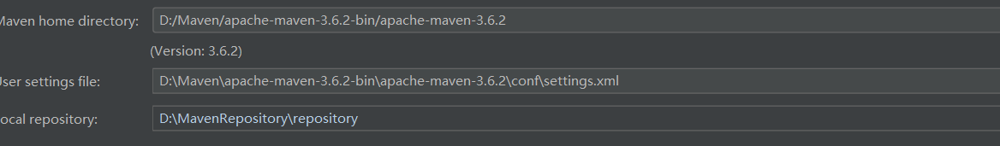 Maven home directory: D:/Maven/apache-maven-3.6.2-bin/apache-maven-3.6.2
(Version: 3.6.2)
User settings file: D:\Maven\apache-maven-3.6.2-bin\apache-maven-3.6.2\conf\settings.xml
ocal repository: D:\MavenRepository\repository